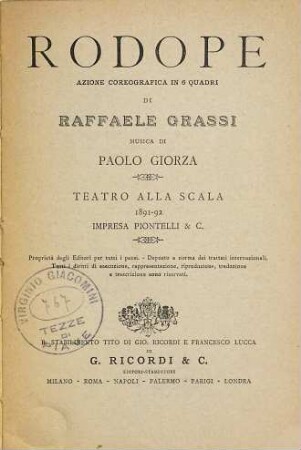 RODOPE
AZIONE COREOGRAFICA IN 6 QUADRI
DI
RAFFAELE GRASSI
MUSICA DI
PAOLO GIORZA
TEATRO ALLA SCALA
1891-92
IMPRESA PIONTELLI & C.
Proprietà degli Editori per tutti i paesi. - Deposto a norma dei trattati internazionali.
Tutti i diritti di esecuzione, rappresentazione, riproduzione, traduzione
e trascrizione sono riservati.
VIRGINIO GIACOMINI
767
TEZZE
DI
PIAVE
R. STABILIMENTO TITO DI GIO. RICORDI E FRANCESCO LUCCA
DI
G. RICORDI & C.
EDITORI-STAMPATORI
MILANO - ROMA - NAPOLI - PALERMO - PARIGI - LONDRA